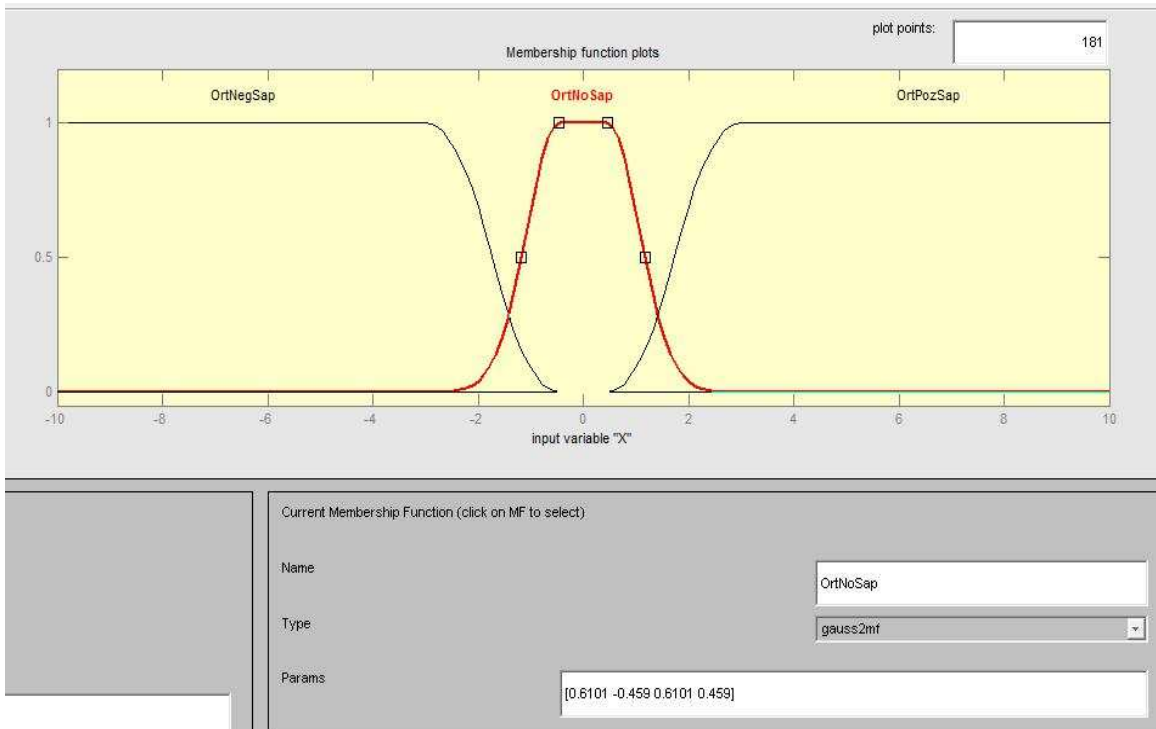 plot points:
181
Membership function plots
OrtNegSap OrtNoSap OrtPozSap
1
0.5
0
-10 -8 -6 -4 -2 0 2 4 6 8 10
input variable "X"
Current Membership Function (click on MF to select)
Name
OrtNoSap
Type
gauss2mf
Params
[0.6101 -0.459 0.6101 0.459]